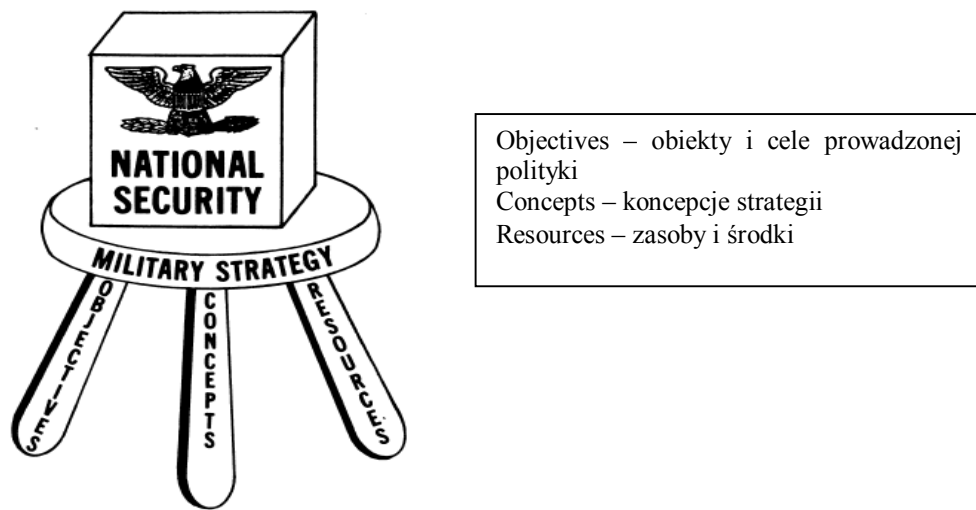 NATIONAL
SECURITY
MILITARY STRATEGY
OBJECTIVES
CONCEPTS
RESOURCES
Objectives – obiekty i cele prowadzonej
polityki
Concepts – koncepcje strategii
Resources – zasoby i środki